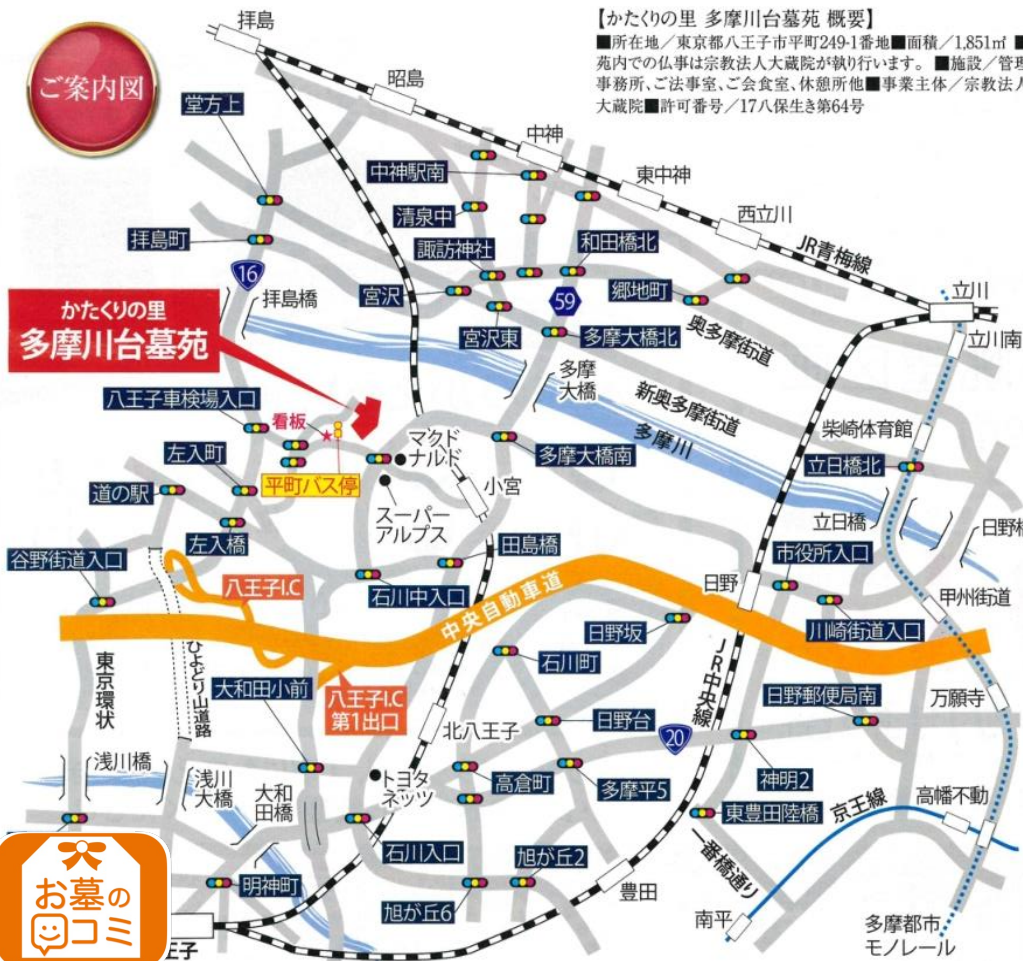 ご案内図
【かたくりの里 多摩川台墓苑 概要】
■所在地／東京都八王子市平町249-1番地■面積／1,851㎡ ■
苑内での仏事は宗教法人大蔵院が執り行います。 ■施設／管理
事務所、ご法事室、ご会食室、休憩所他■事業主体／宗教法人
大蔵院■許可番号／17八保生き第64号
拝島
昭島
堂方上
中神
中神駅南
東中神
清泉中
西立川
拝島町
諏訪神社
和田橋北
JR青梅線
16
拝島橋
宮沢
59
郷地町
立川
かたくりの里
多摩川台墓苑
宮沢東
多摩大橋北
奥多摩街道
立川南
多摩
大橋
新奥多摩街道
八王子車検場入口
看板
マクド
ナルド
多摩川
柴崎体育館
左入町
多摩大橋南
立日橋北
道の駅
平町バス停
小宮
スーパー
アルプス
立日橋
日野橋
左入橋
田島橋
谷野街道入口
市役所入口
八王子I.C
石川中入口
中央自動車道
日野
甲州街道
川崎街道入口
日野坂
東京環状
ひよどり山道路
石川町
大和田小前
八王子I.C
第1出口
JR中央線
日野郵便局南
万願寺
北八王子
日野台
20
浅川橋
浅川
大橋
大和
田橋
トヨタ
ネッツ
高倉町
多摩平5
神明2
高幡不動
東豊田陸橋
京王線
石川入口
旭が丘2
一番橋通り
お墓の
口コミ
明神町
旭が丘6
豊田
南平
多摩都市
モノレール
王子